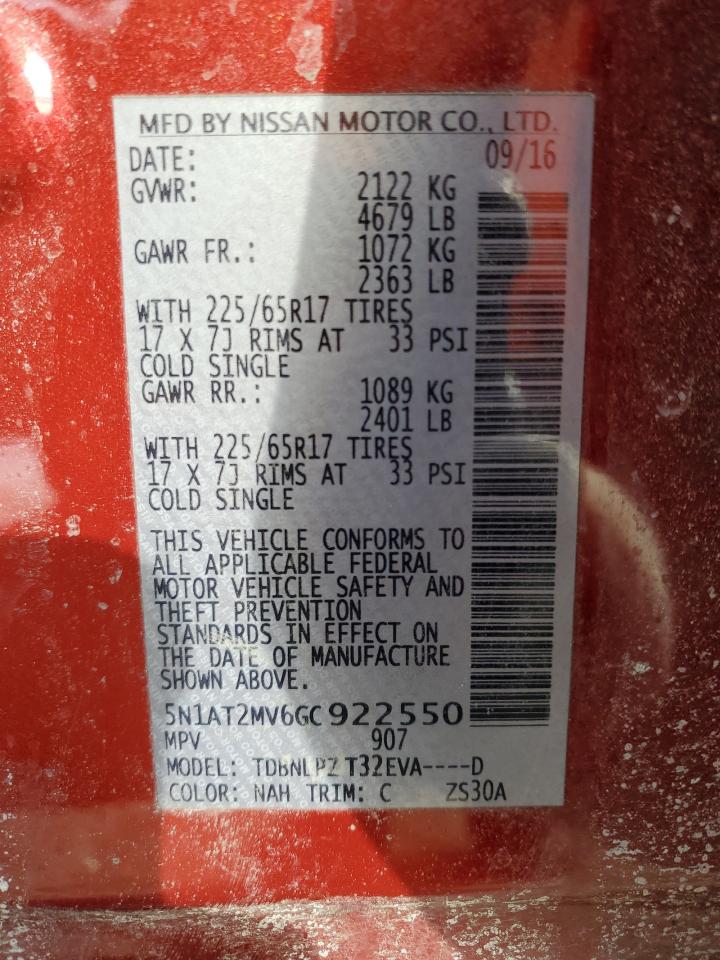 MFD BY NISSAN MOTOR CO., LTD.
DATE: 09/16
GVWR: 2122 KG
4679 LB
GAWR FR.: 1072 KG
2363 LB
WITH 225/65R17 TIRES
17 X 7J RIMS AT 33 PSI
COLD SINGLE
GAWR RR.: 1089 KG
2401 LB
WITH 225/65R17 TIRES
17 X 7J RIMS AT 33 PSI
COLD SINGLE
THIS VEHICLE CONFORMS TO
ALL APPLICABLE FEDERAL
MOTOR VEHICLE SAFETY AND
THEFT PREVENTION
STANDARDS IN EFFECT ON
THE DATE OF MANUFACTURE
SHOWN ABOVE.
5N1AT2MV6GC922550
MPV 907
MODEL: T32EVA----D
COLOR: NAH TRIM: C ZS30A